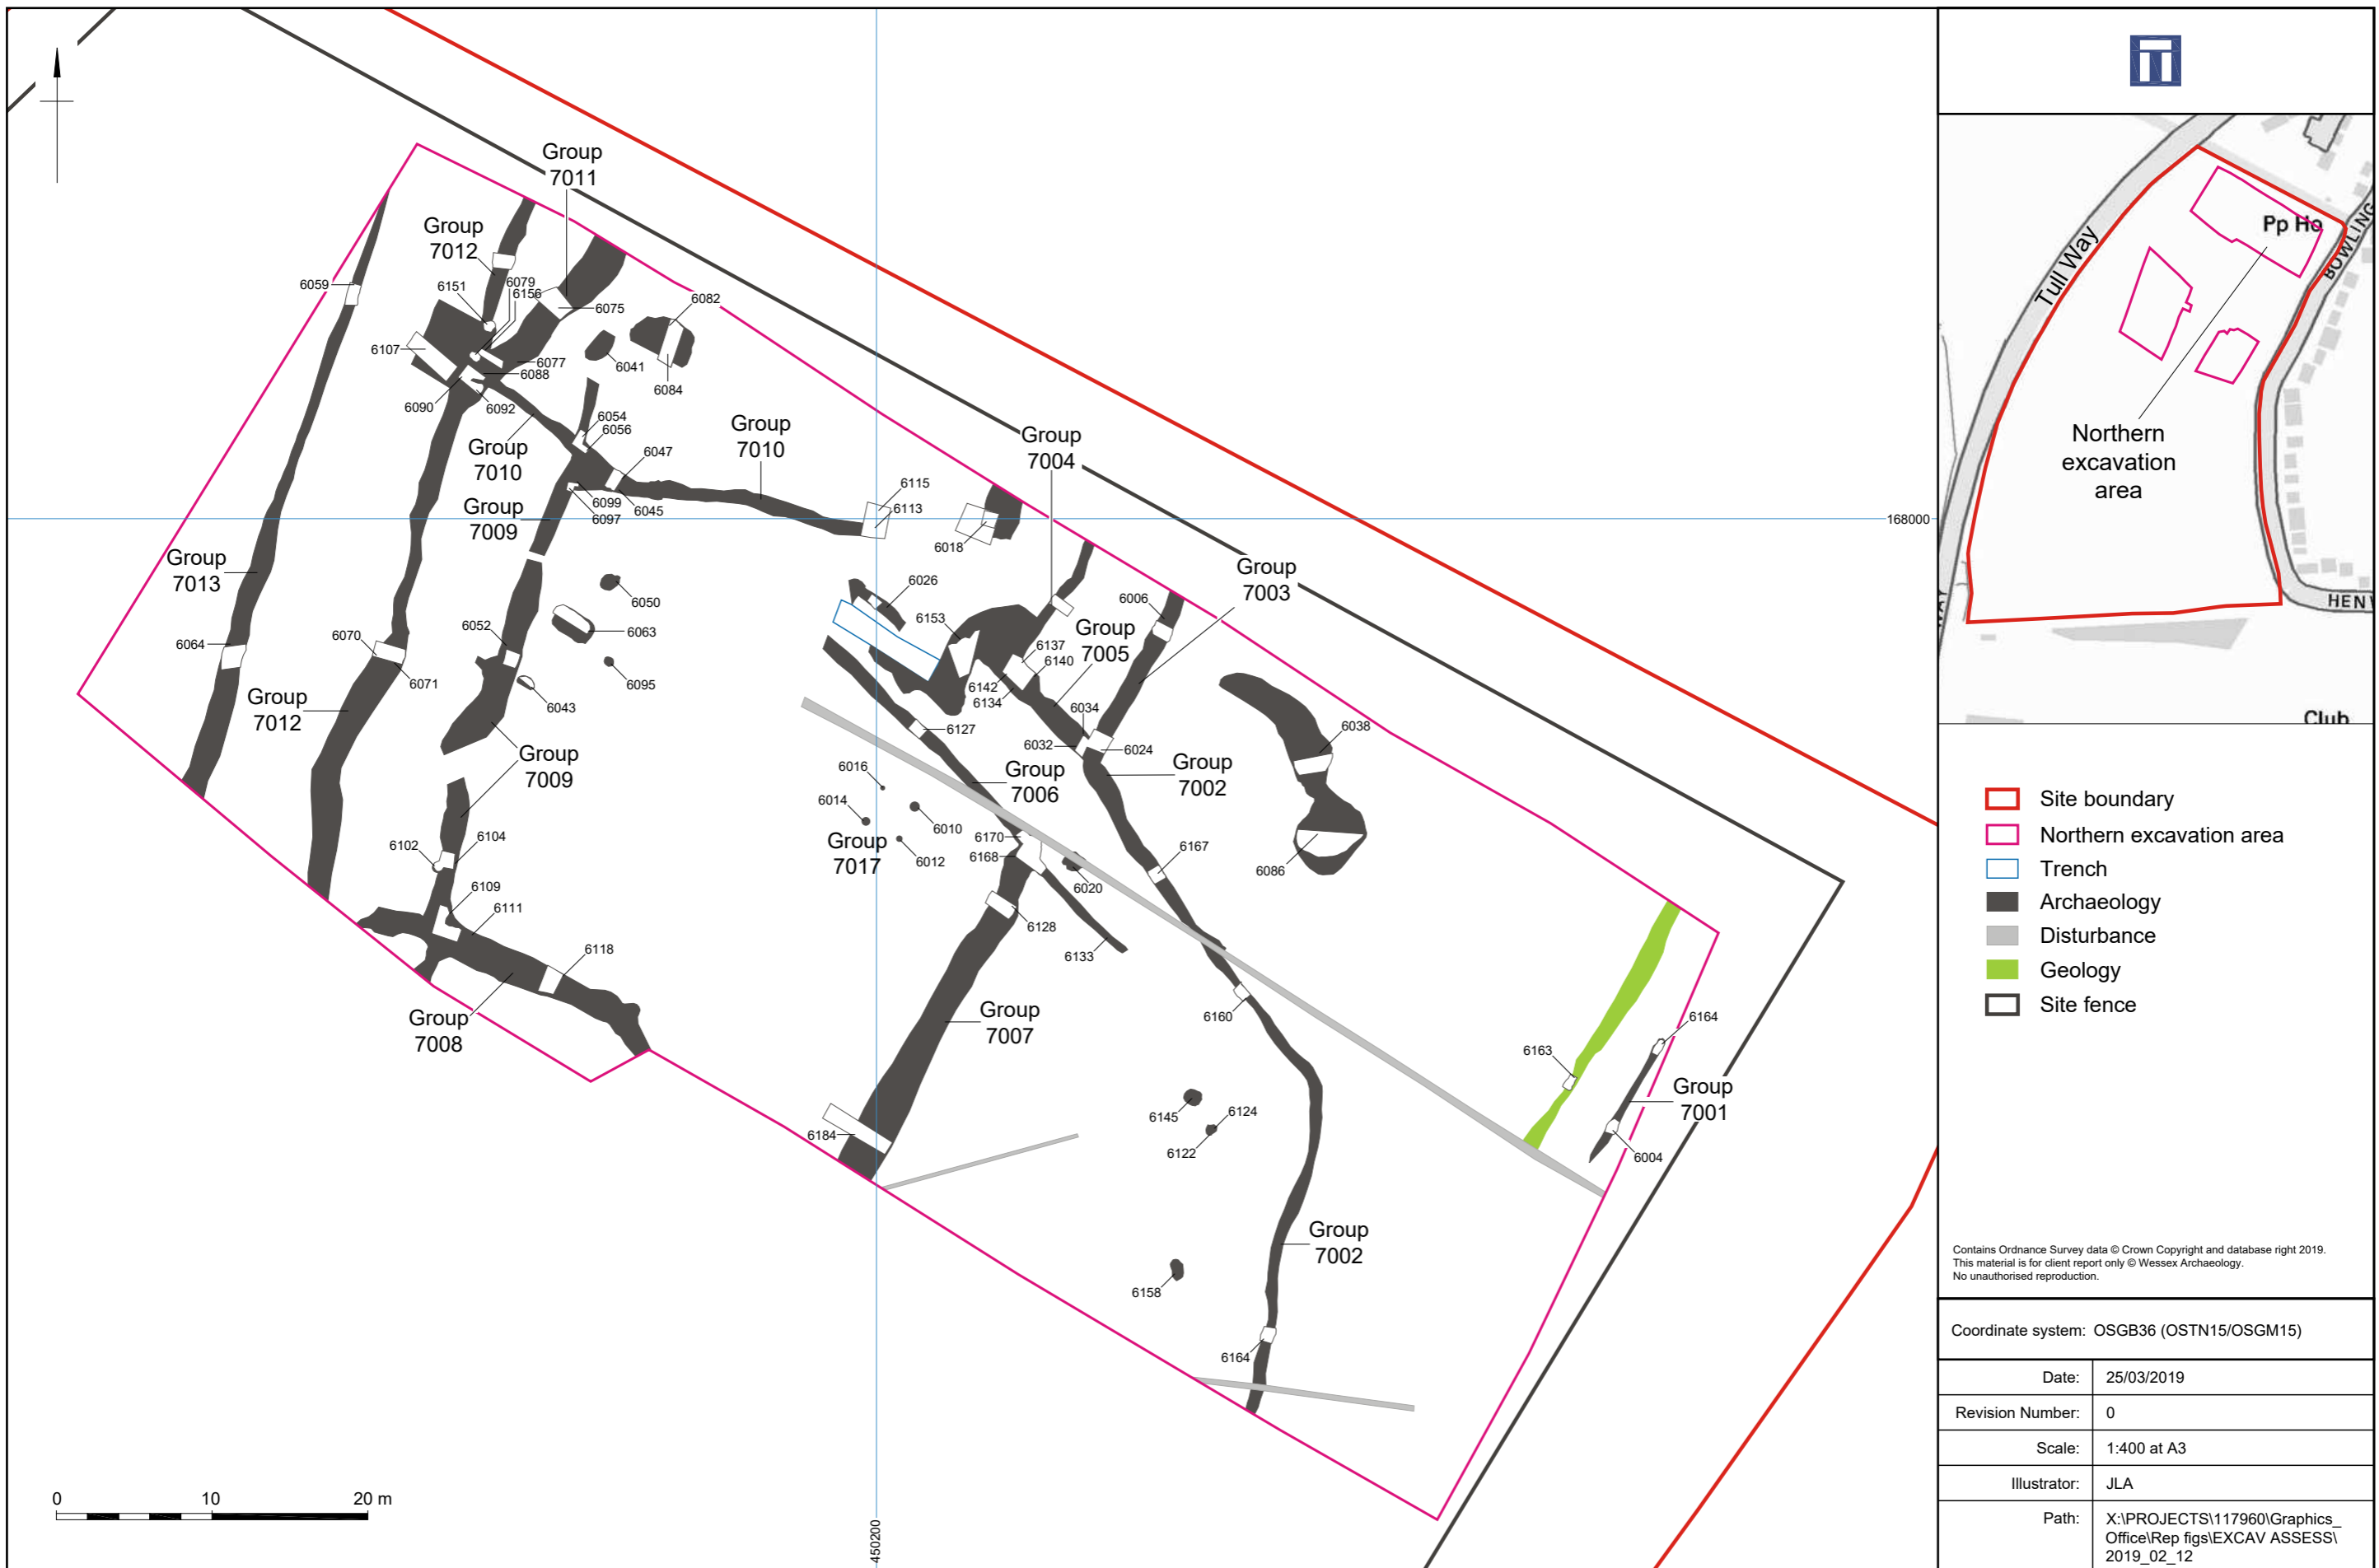 Group
7011
Group
7012
6059
6151
6079
6156
6075
6082
6107
6077
6088
6041
6084
6090
6092
6054
6056
Group
7010
6047
Group
7010
Group
7004
6099
6097
6045
Group
7009
6115
6113
6018
168000
Group
7013
Group
7003
6050
6026
6006
6063
6153
Group
7005
6052
6137
6140
6064
6070
6071
6095
6142
6134
6043
6034
Group
7012
6127
6032
6024
6038
Group
7009
6016
Group
7006
Group
7002
6014
6010
Group
7017
6012
6170
6168
6102
6104
6167
6086
6020
6109
6111
6128
6133
6118
Group
7008
Group
7007
6160
6164
6163
Group
7001
6145
6124
6122
6004
6184
Group
7002
6158
6164
0 10 20 m
450200
Tull Way
Pp Ho
BOWLING
Northern
excavation
area
WAY
HENW
Club
Site boundary
Northern excavation area
Trench
Archaeology
Disturbance
Geology
Site fence
Contains Ordnance Survey data © Crown Copyright and database right 2019.
This material is for client report only © Wessex Archaeology.
No unauthorised reproduction.
Coordinate system: OSGB36 (OSTN15/OSGM15)
Date: 25/03/2019
Revision Number: 0
Scale: 1:400 at A3
Illustrator: JLA
Path: X:\PROJECTS\117960\Graphics_
Office\Rep figs\EXCAV ASSESS\
2019_02_12